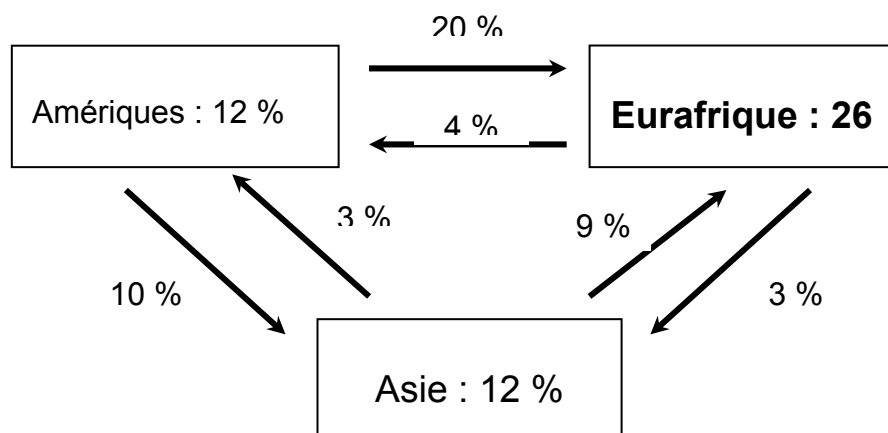 20 %
Amériques : 12 %
Eurafrique : 26
4 %
3 %
9 %
10 %
3 %
Asie : 12 %